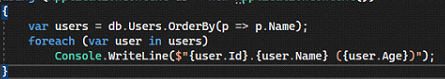 {
var users = db.Users.OrderBy(p => p.Name);
foreach (var user in users)
Console.WriteLine($"{user.Id}.{user.Name} ({user.Age})");
}